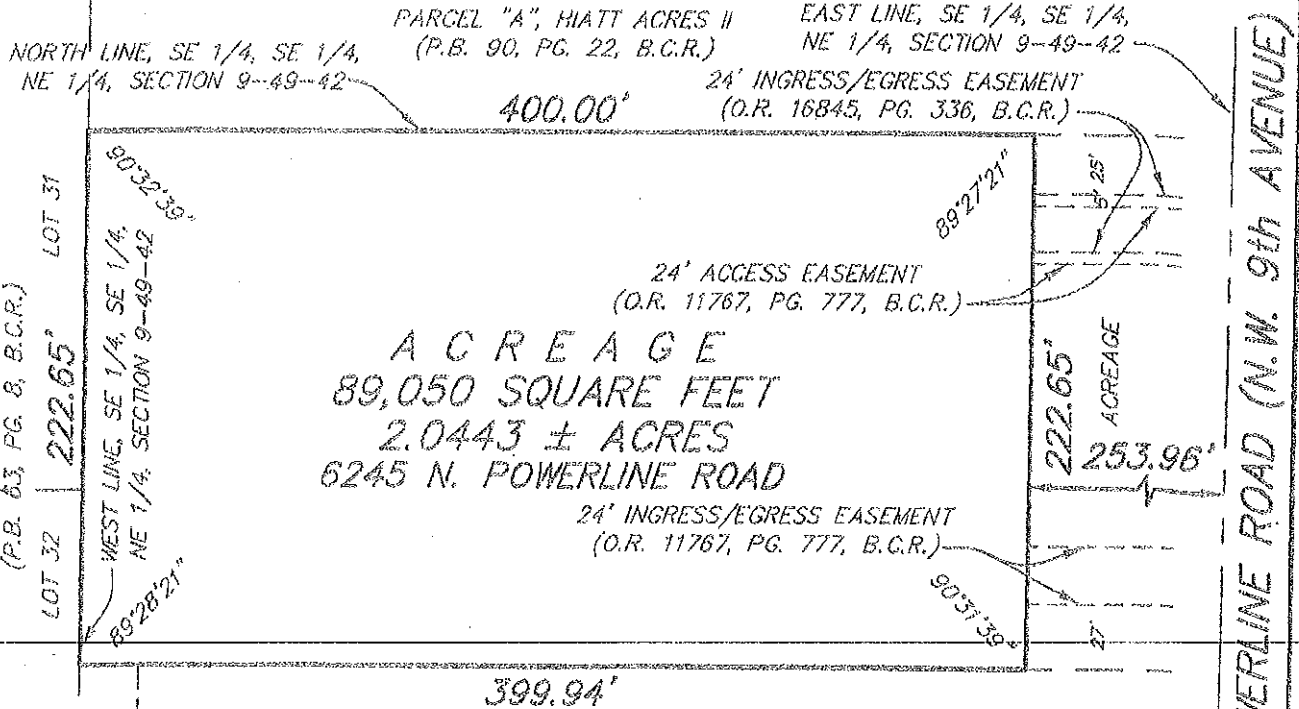 PARCEL "A", HIATT ACRES II
(P.B. 90, PG. 22, B.C.R.)
EAST LINE, SE 1/4, SE 1/4,
NE 1/4, SECTION 9-49-42
NORTH LINE, SE 1/4, SE 1/4,
NE 1/4, SECTION 9-49-42
24' INGRESS/EGRESS EASEMENT
(O.R. 16845, PG. 336, B.C.R.)
400.00'
90°32'39"
89°27'21"
5' 25'
LOT 31
WEST LINE, SE 1/4, SE 1/4,
NE 1/4, SECTION 9-49-42
24' ACCESS EASEMENT
(O.R. 11767, PG. 777, B.C.R.)
(P.B. 63, PG. 8, B.C.R.)
222.65'
ACREAGE
89,050 SQUARE FEET
2.0443 ± ACRES
6245 N. POWERLINE ROAD
222.65'
ACREAGE
253.96'
24' INGRESS/EGRESS EASEMENT
(O.R. 11767, PG. 777, B.C.R.)
LOT 32
89°28'21"
90°31'39"
27'
399.94'
ERLINE ROAD (N.W. 9th AVENUE)